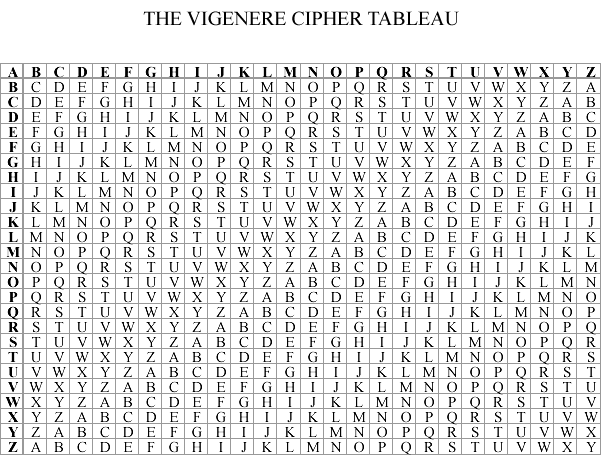 THE VIGENERE CIPHER TABLEAU
A B C D E F G H I J K L M N O P Q R S T U V W X Y Z
B C D E F G H I J K L M N O P Q R S T U V W X Y Z A
C D E F G H I J K L M N O P Q R S T U V W X Y Z A B
D E F G H I J K L M N O P Q R S T U V W X Y Z A B C
E F G H I J K L M N O P Q R S T U V W X Y Z A B C D
F G H I J K L M N O P Q R S T U V W X Y Z A B C D E
G H I J K L M N O P Q R S T U V W X Y Z A B C D E F
H I J K L M N O P Q R S T U V W X Y Z A B C D E F G
I J K L M N O P Q R S T U V W X Y Z A B C D E F G H
J K L M N O P Q R S T U V W X Y Z A B C D E F G H I
K L M N O P Q R S T U V W X Y Z A B C D E F G H I J
L M N O P Q R S T U V W X Y Z A B C D E F G H I J K
M N O P Q R S T U V W X Y Z A B C D E F G H I J K L
N O P Q R S T U V W X Y Z A B C D E F G H I J K L M
O P Q R S T U V W X Y Z A B C D E F G H I J K L M N
P Q R S T U V W X Y Z A B C D E F G H I J K L M N O
Q R S T U V W X Y Z A B C D E F G H I J K L M N O P
R S T U V W X Y Z A B C D E F G H I J K L M N O P Q
S T U V W X Y Z A B C D E F G H I J K L M N O P Q R
T U V W X Y Z A B C D E F G H I J K L M N O P Q R S
U V W X Y Z A B C D E F G H I J K L M N O P Q R S T
V W X Y Z A B C D E F G H I J K L M N O P Q R S T U
W X Y Z A B C D E F G H I J K L M N O P Q R S T U V
X Y Z A B C D E F G H I J K L M N O P Q R S T U V W
Y Z A B C D E F G H I J K L M N O P Q R S T U V W X
Z A B C D E F G H I J K L M N O P Q R S T U V W X Y